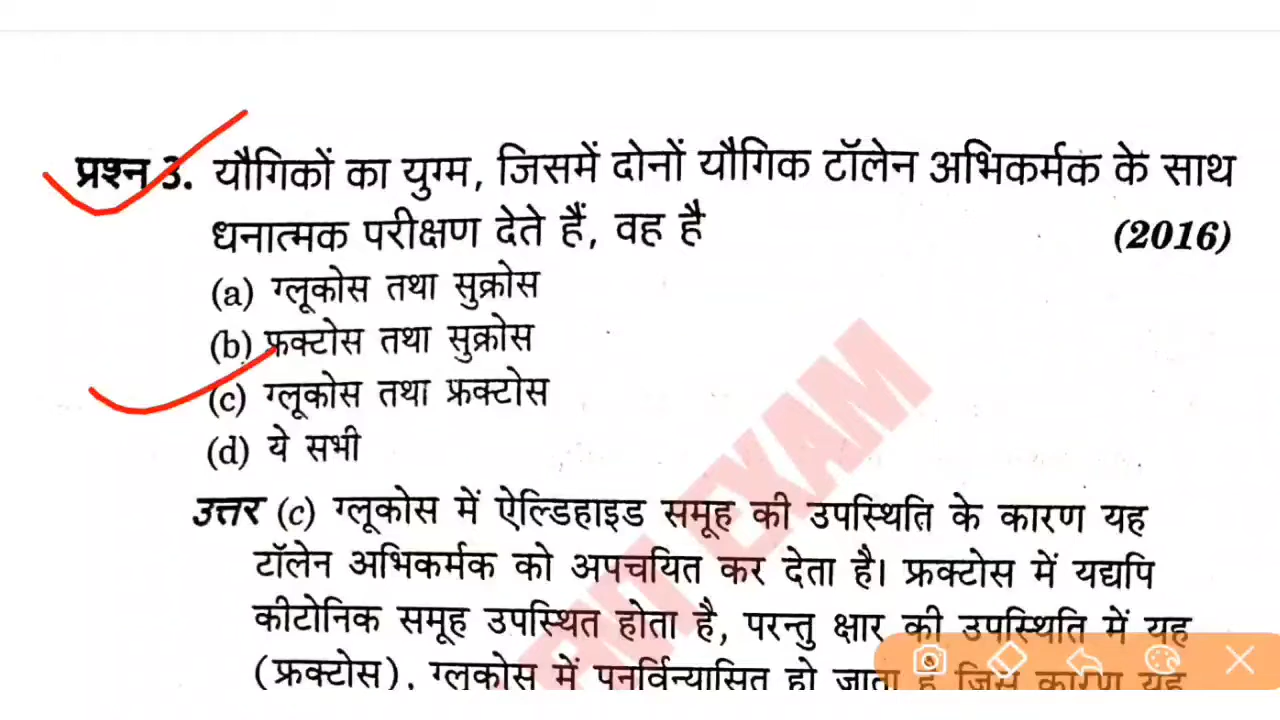 प्रश्न 3. यौगिकों का युग्म, जिसमें दोनों यौगिक टॉलेन अभिकर्मक के साथ
धनात्मक परीक्षण देते हैं, वह है (2016)
(a) ग्लूकोस तथा सुक्रोस
(b) फ्रक्टोस तथा सुक्रोस
(c) ग्लूकोस तथा फ्रक्टोस
(d) ये सभी
उत्तर (c) ग्लूकोस में ऐल्डिहाइड समूह की उपस्थिति के कारण यह
टॉलेन अभिकर्मक को अपचयित कर देता है। फ्रक्टोस में यद्यपि
कीटोनिक समूह उपस्थित होता है, परन्तु क्षार की उपस्थिति में यह
(फ्रक्टोस), ग्लूकोस में पुनर्विन्यासित हो जाता है जिस कारण यह
EXAM